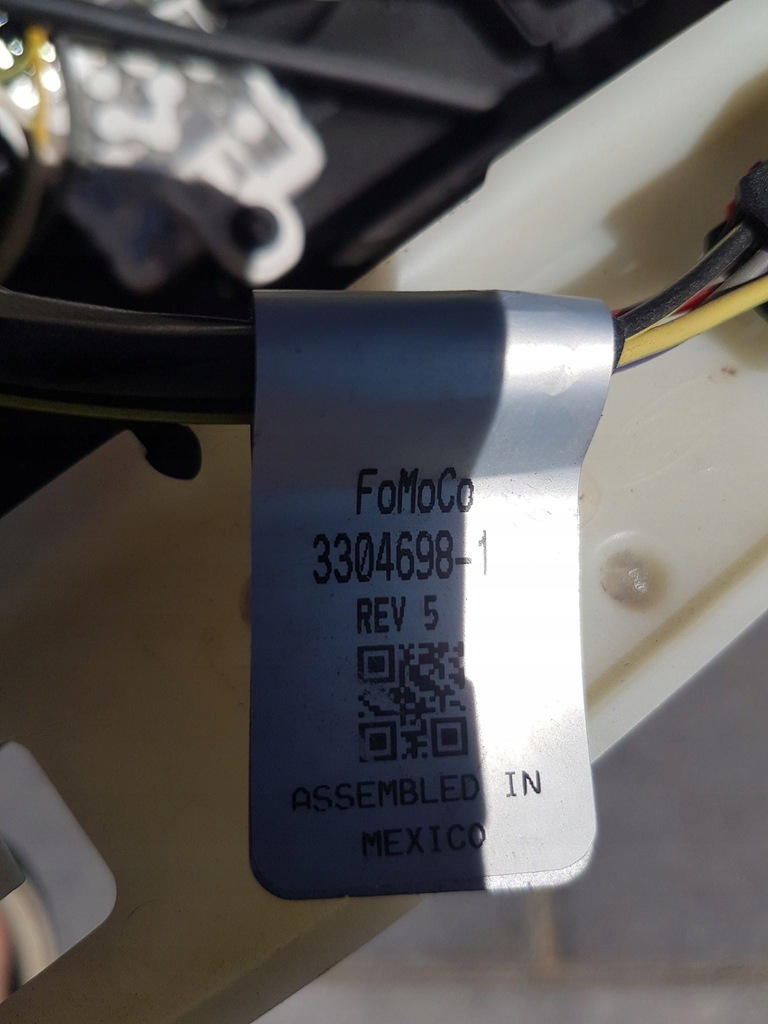 FoMoCo
3304698-1
REV 5
ASSEMBLED IN
MEXICO